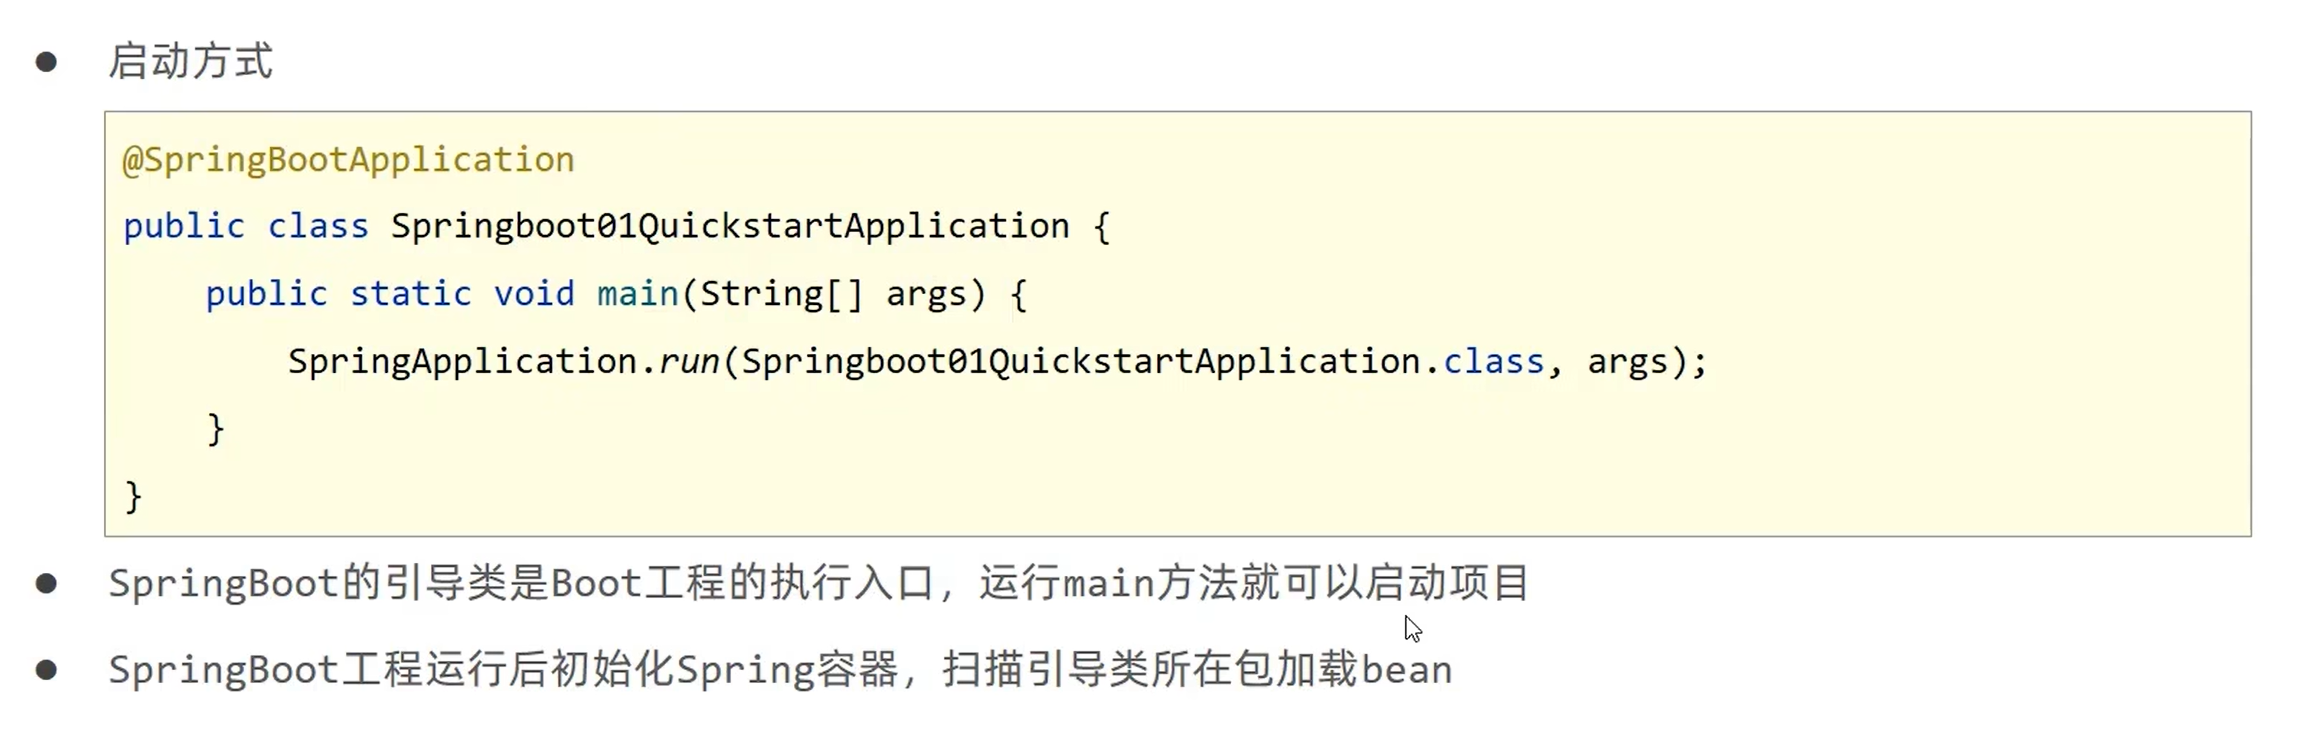 ● 启动方式
@SpringBootApplication
public class Springboot01QuickstartApplication {
    public static void main(String[] args) {
        SpringApplication.run(Springboot01QuickstartApplication.class, args);
    }
}
● SpringBoot的引导类是Boot工程的执行入口，运行main方法就可以启动项目
● SpringBoot工程运行后初始化Spring容器，扫描引导类所在包加载bean